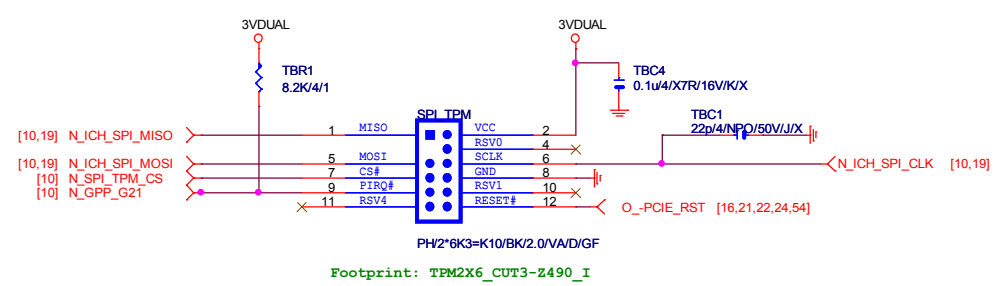 3VDUAL
3VDUAL
TBR1
8.2K/4/1
TBC4
0.1u/4/X7R/16V/K/X
TBC1
22p/4/NPO/50V/J/X
SPI_TPM
[10,19] N_ICH_SPI_MISO 1 MISO VCC 2
RSV0 4
[10,19] N_ICH_SPI_MOSI 5 MOSI SCLK 6 N_ICH_SPI_CLK [10,19]
[10] N_SPI_TPM_CS 7 CS# GND 8
[10] N_GPP_G21 9 PIRQ# RSV1 10
11 RSV4 RESET# 12 O_-PCIE_RST [16,21,22,24,54]
PH/2*6K3=K10/BK/2.0/VA/D/GF
Footprint: TPM2X6_CUT3-Z490_I